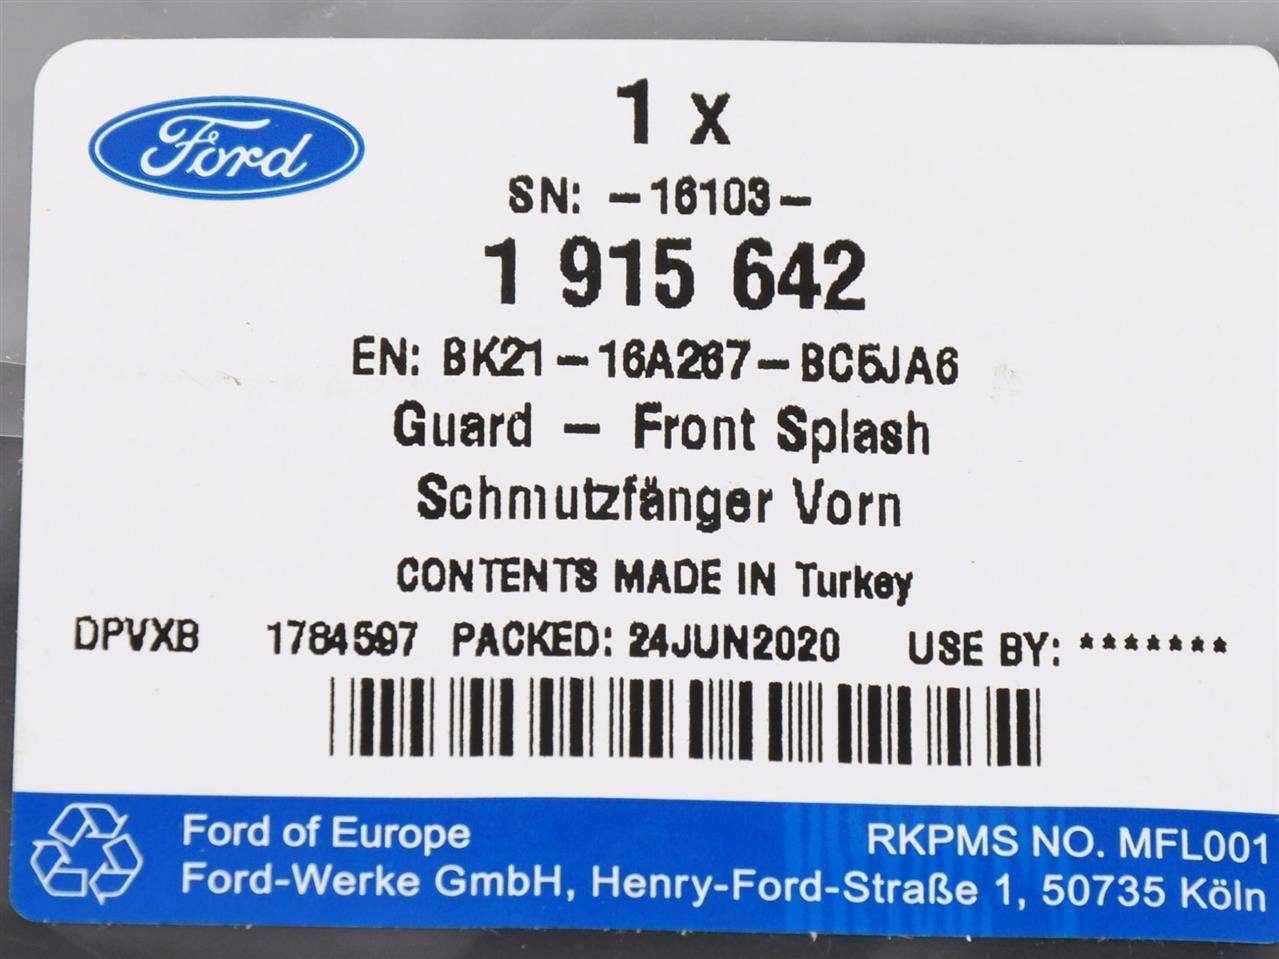 Ford
1 x
SN: -16103-
1 915 642
EN: BK21-16A267-BC5JA6
Guard - Front Splash
Schmutzfänger Vorn
CONTENTS MADE IN Turkey
DPVXB 1784597 PACKED: 24JUN2020 USE BY: *******
Ford of Europe RKPMS NO. MFL001
Ford-Werke GmbH, Henry-Ford-Straße 1, 50735 Köln